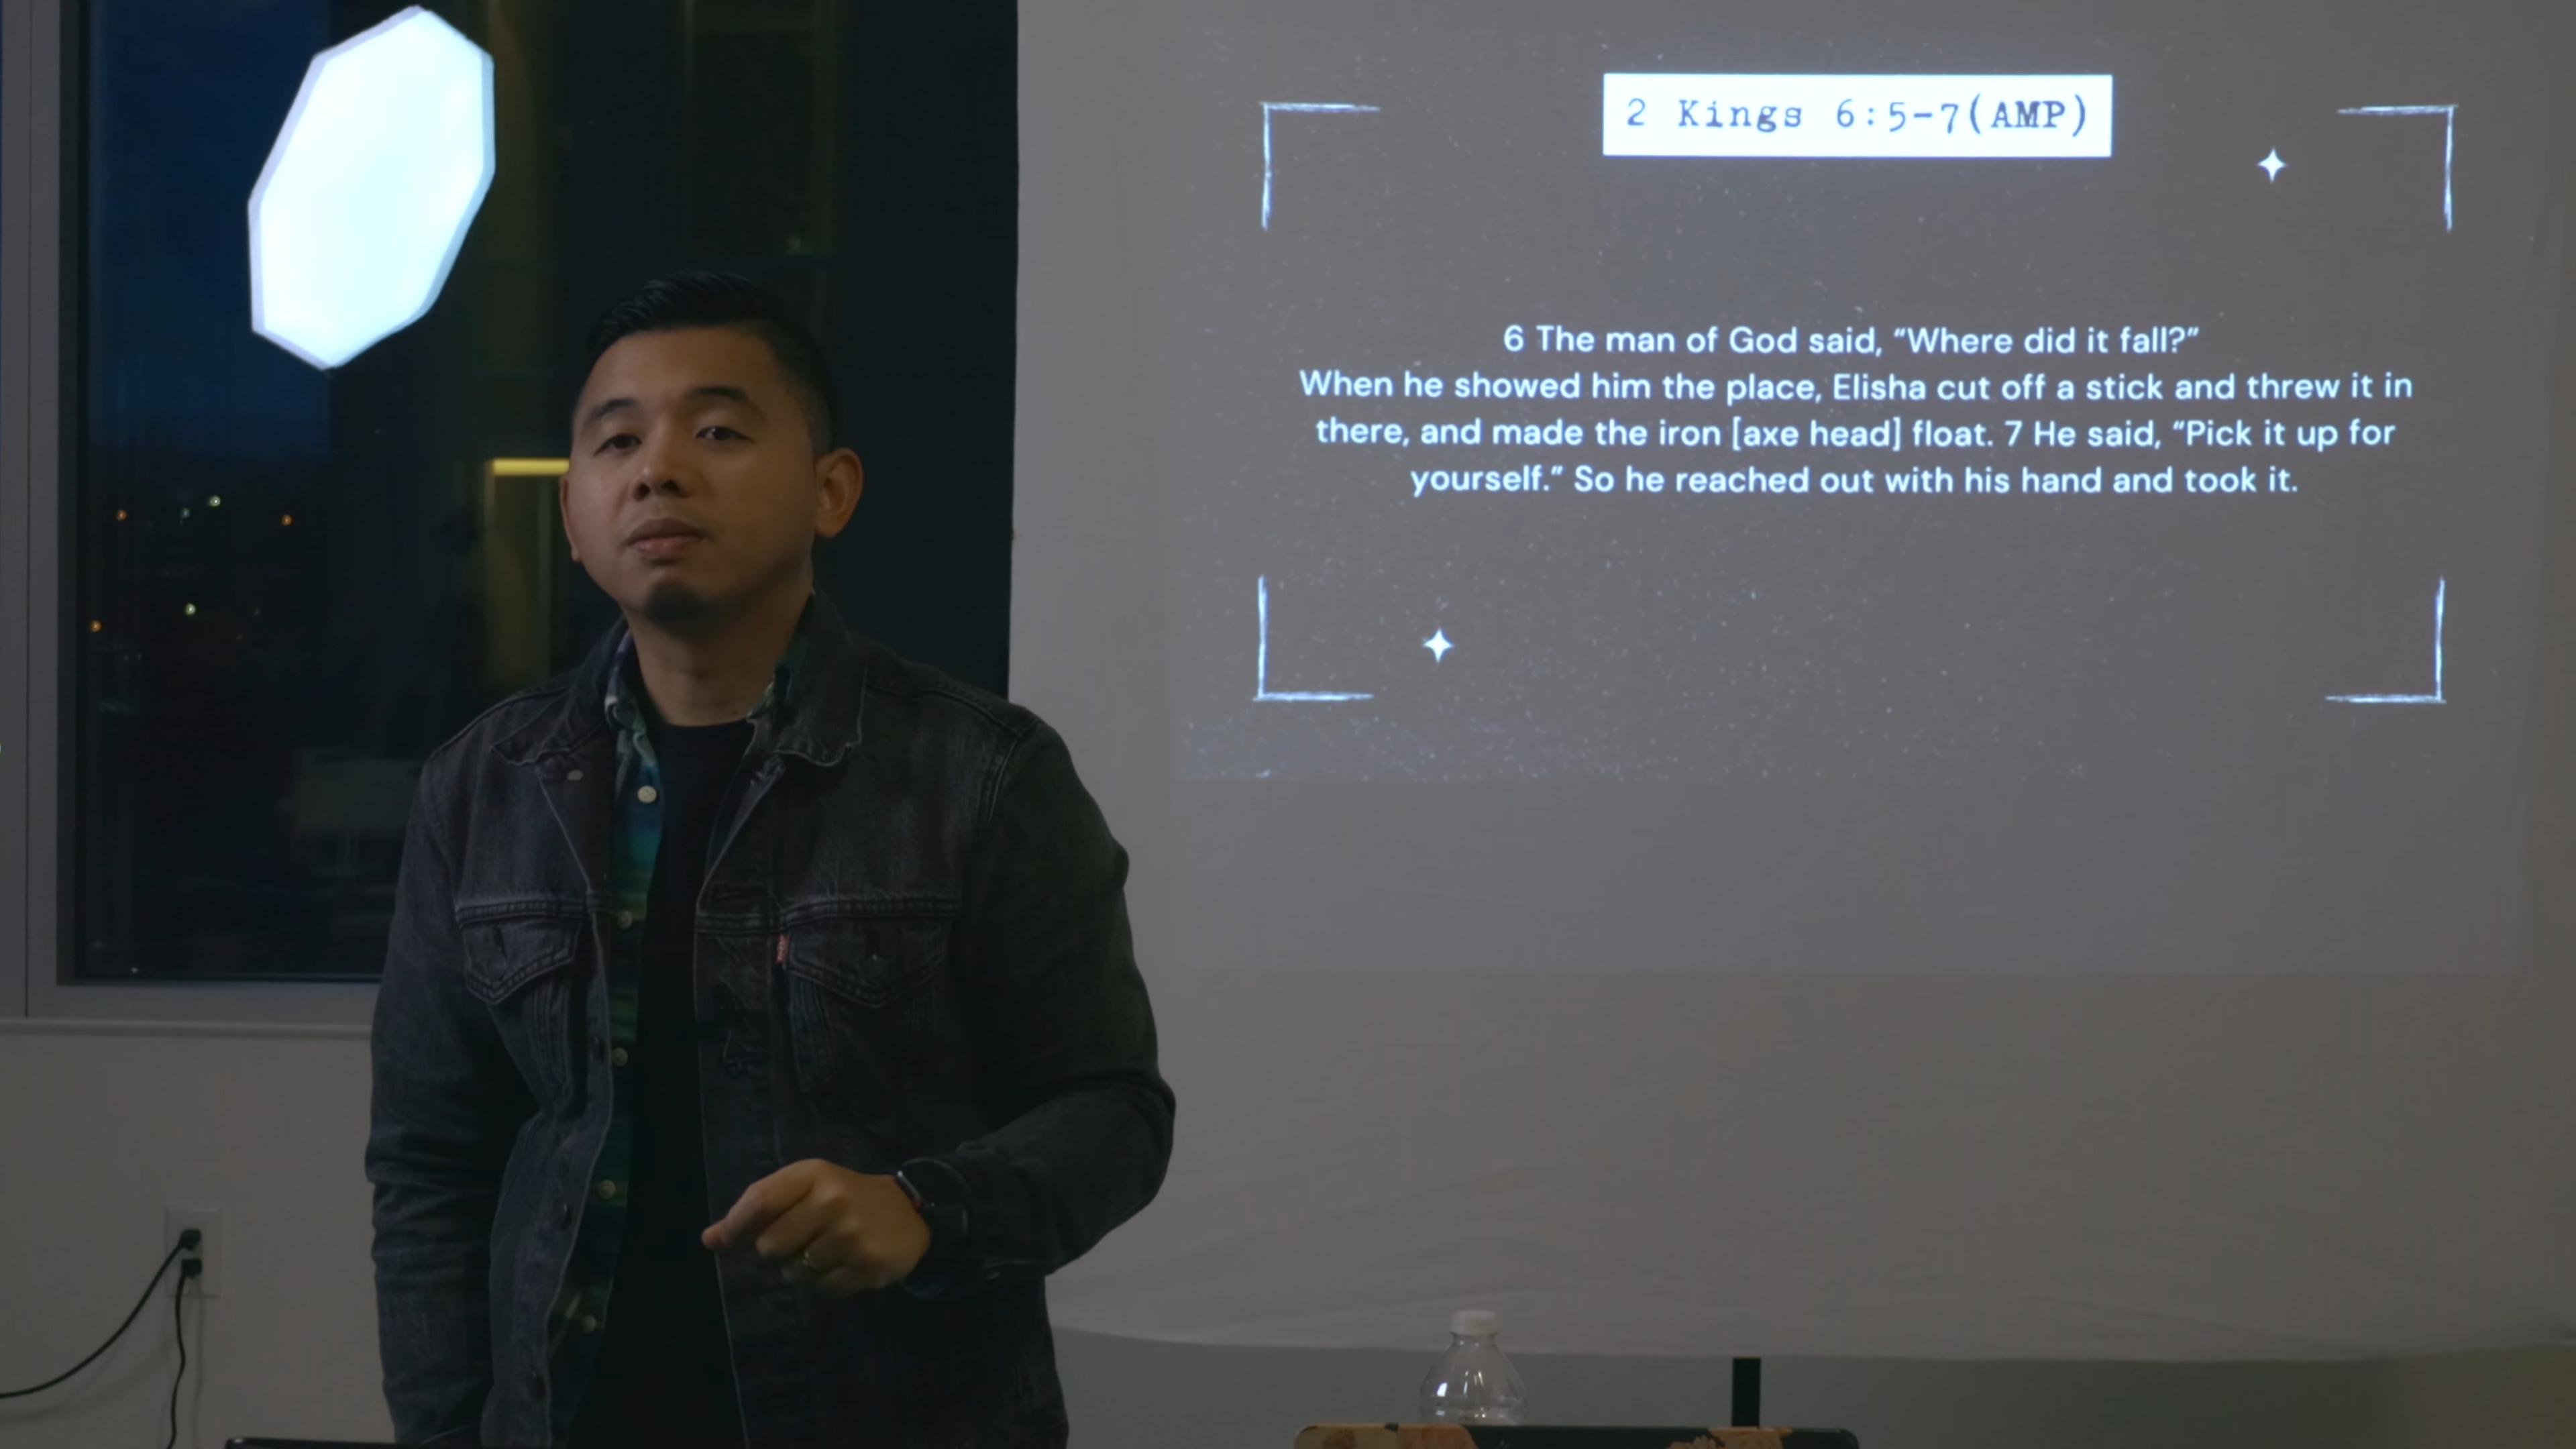 2 Kings 6:5-7(AMP)
6 The man of God said, “Where did it fall?”
When he showed him the place, Elisha cut off a stick and threw it in
there, and made the iron [axe head] float. 7 He said, “Pick it up for
yourself.” So he reached out with his hand and took it.